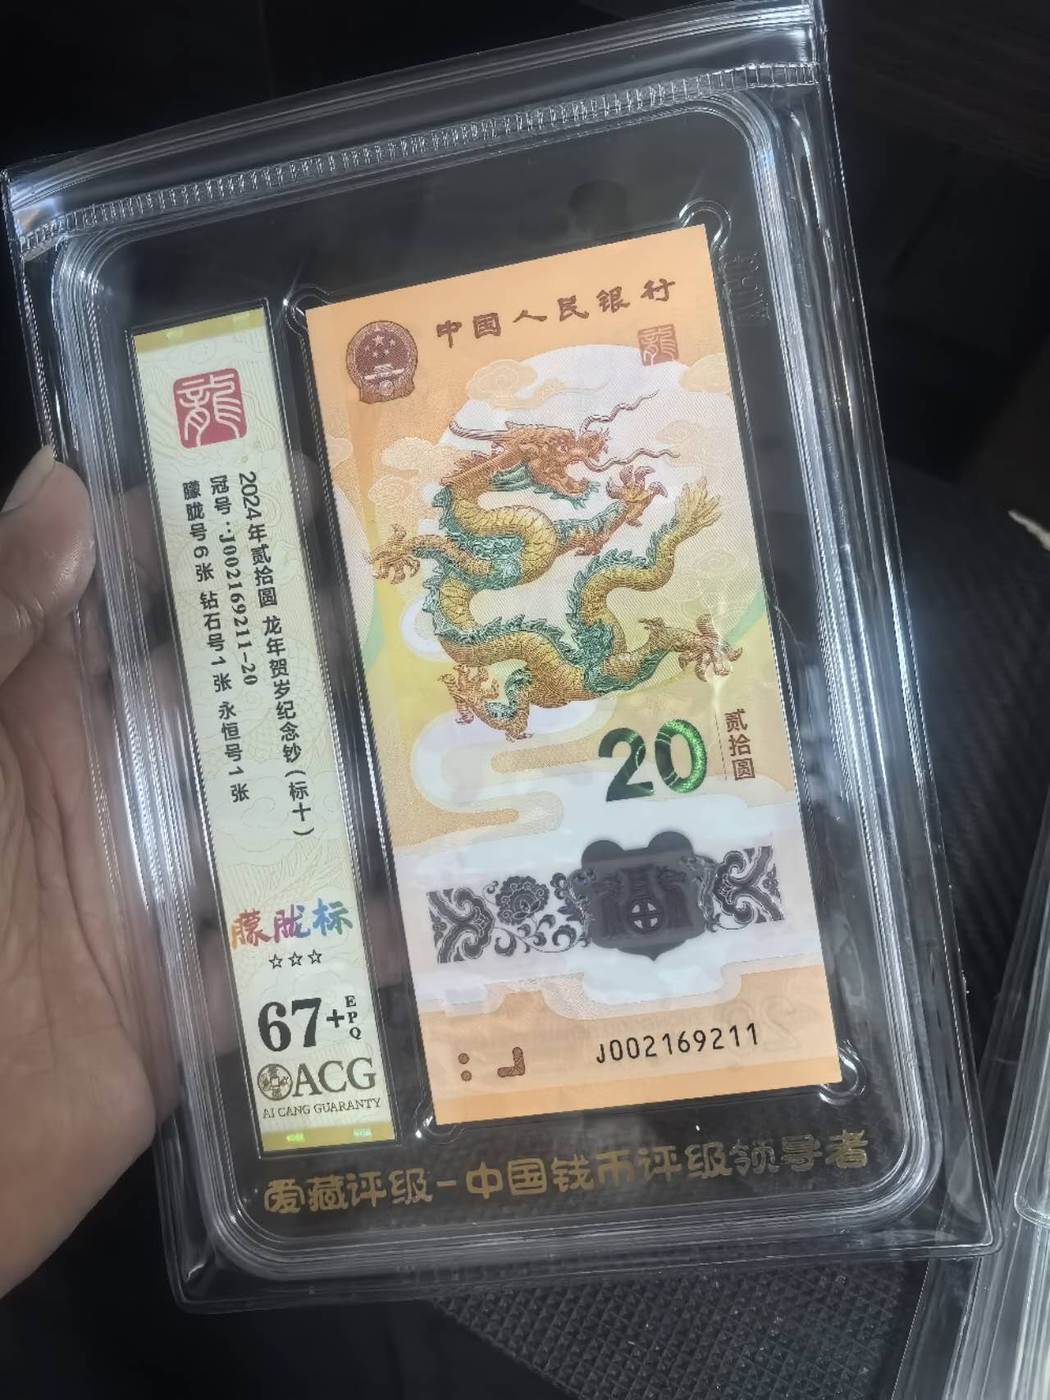 龍
2024年贰拾圆 龙年贺岁纪念钞(标十)
冠号:J002169211-20
朦胧号6张 钻石号1张 永恒号1张
朦胧标
67+EPQ
ACG
AI CANG GUARANTY
中国人民银行
龍
20
贰拾圆
J002169211
爱藏评级-中国钱币评级领导者